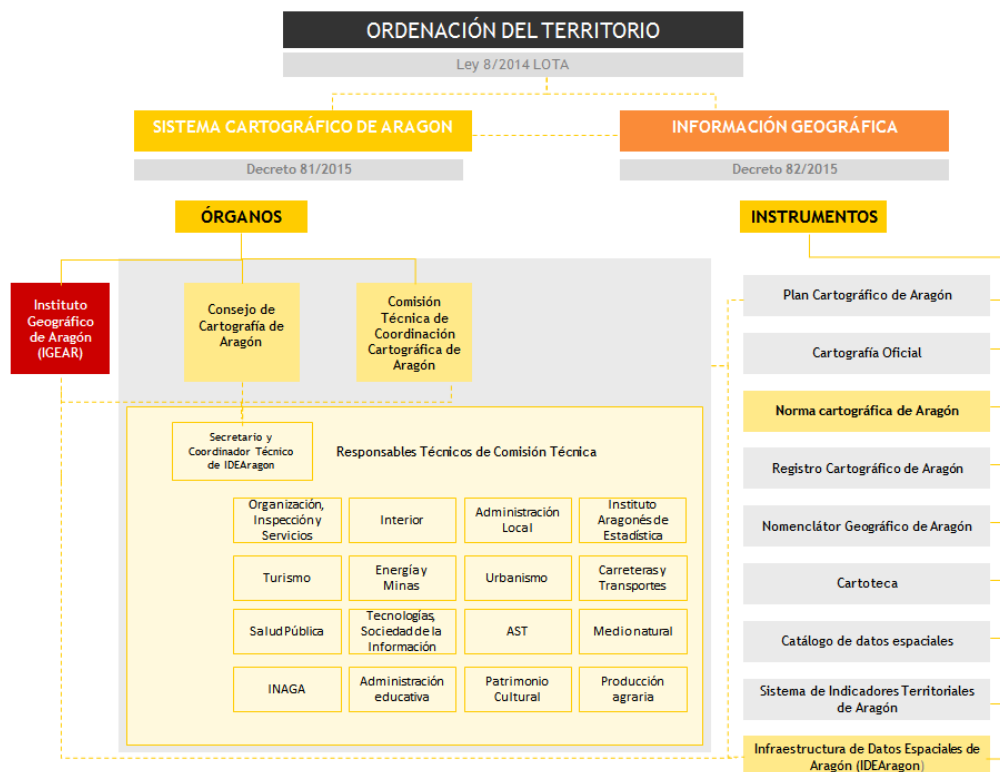 ORDENACIÓN DEL TERRITORIO
Ley 8/2014 LOTA
SISTEMA CARTOGRÁFICO DE ARAGON
INFORMACIÓN GEOGRÁFICA
Decreto 81/2015
Decreto 82/2015
ÓRGANOS
INSTRUMENTOS
Instituto
Geográfico
de Aragón
(IGEAR)
Consejo de
Cartografía de
Aragón
Comisión
Técnica de
Coordinación
Cartográfica de
Aragón
Secretario y
Coordinador Técnico
de IDEAragon
Responsables Técnicos de Comisión Técnica
Organización,
Inspección y
Servicios
Interior
Administración
Local
Instituto
Aragonés de
Estadística
Turismo
Energía y
Minas
Urbanismo
Carreteras y
Transportes
Salud Pública
Tecnologías,
Sociedad de la
Información
AST
Medio natural
INAGA
Administración
educativa
Patrimonio
Cultural
Producción
agraria
Plan Cartográfico de Aragón
Cartografía Oficial
Norma cartográfica de Aragón
Registro Cartográfico de Aragón
Nomenclátor Geográfico de Aragón
Cartoteca
Catálogo de datos espaciales
Sistema de Indicadores Territoriales
de Aragón
Infraestructura de Datos Espaciales de
Aragón (IDEAragon)